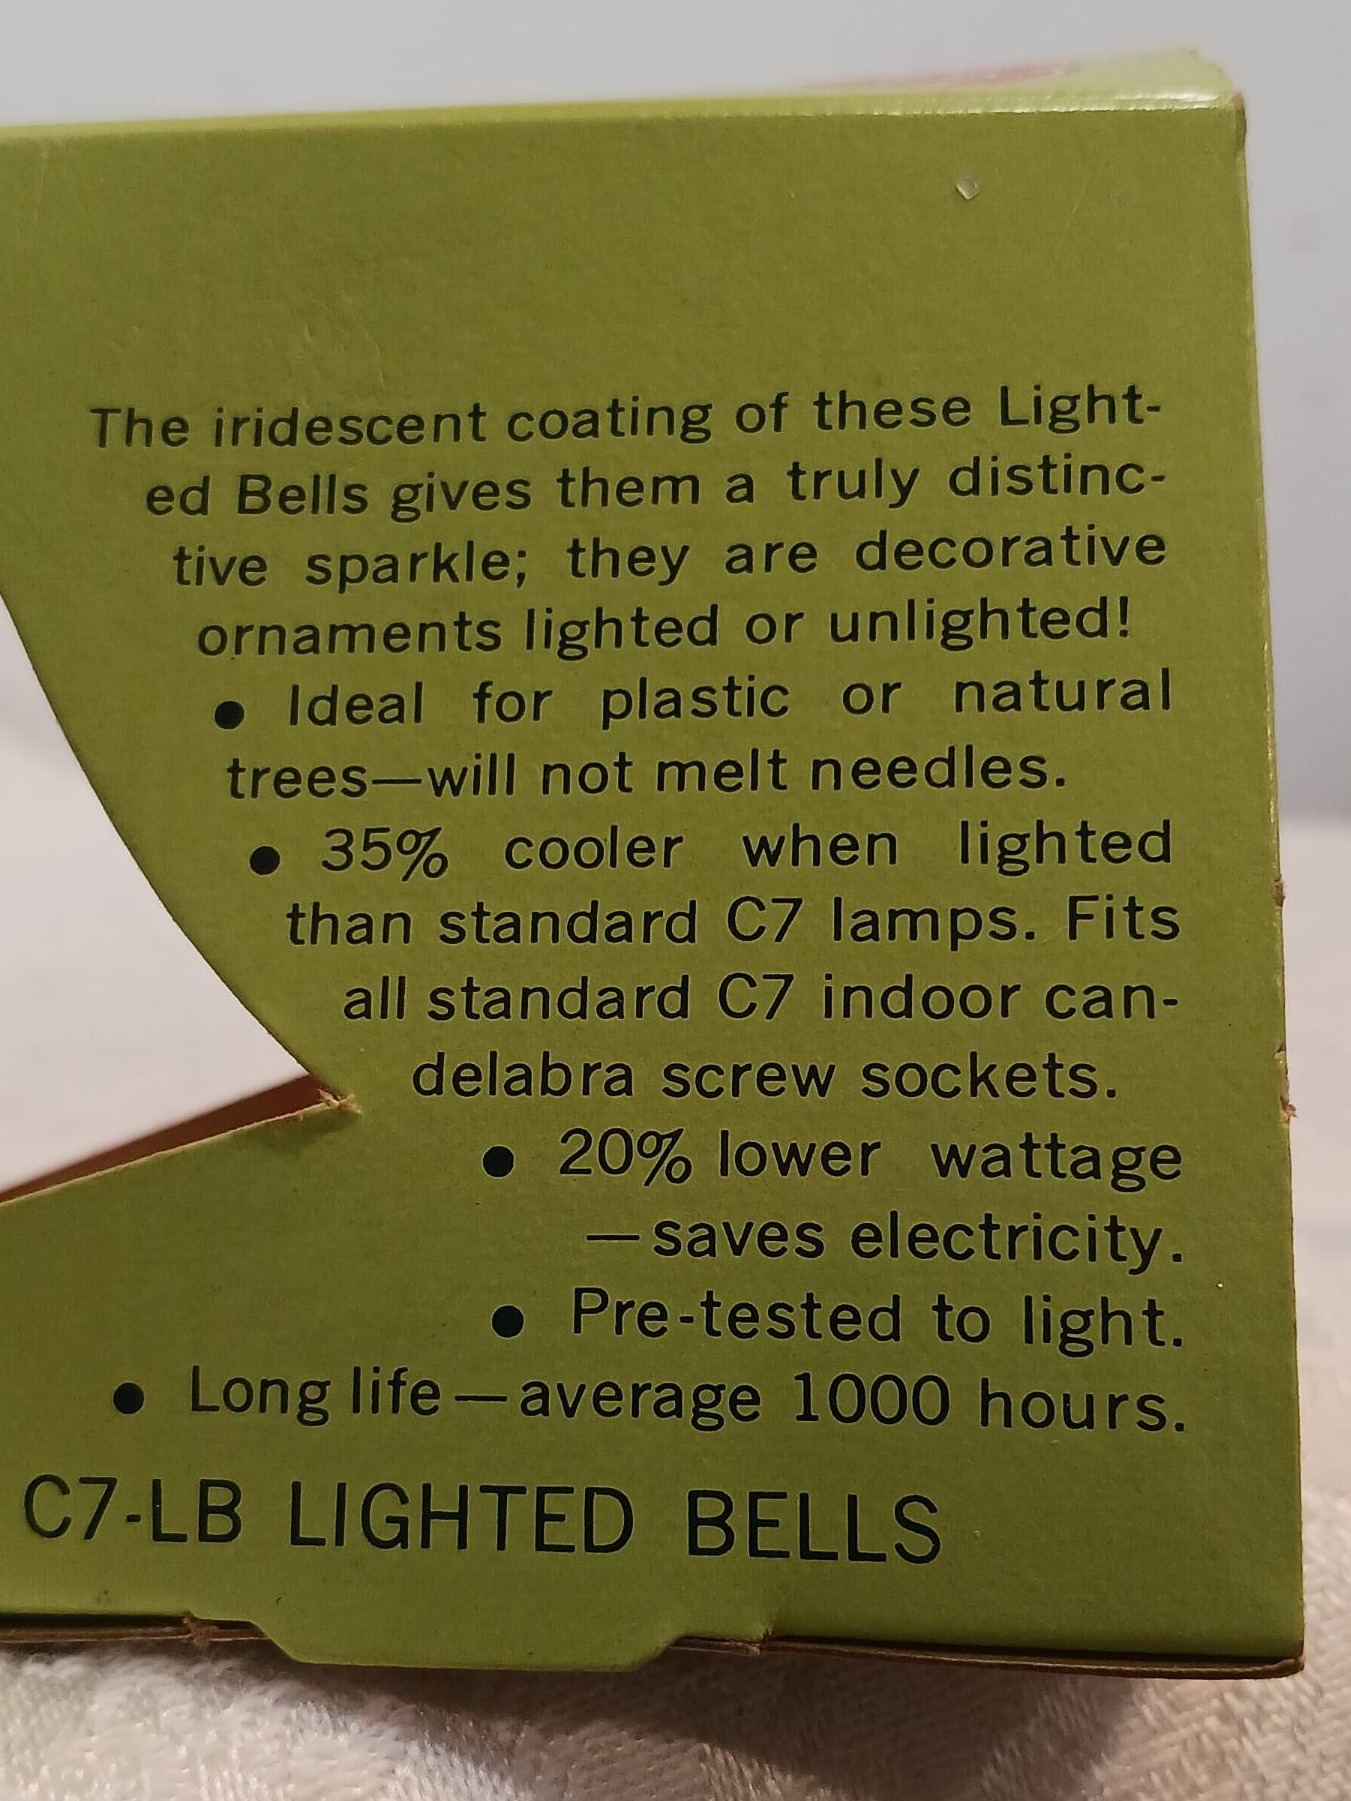 The iridescent coating of these Light-
ed Bells gives them a truly distinc-
tive sparkle; they are decorative
ornaments lighted or unlighted!
• Ideal for plastic or natural
trees—will not melt needles.
• 35% cooler when lighted
than standard C7 lamps. Fits
all standard C7 indoor can-
delabra screw sockets.
• 20% lower wattage
—saves electricity.
• Pre-tested to light.
• Long life—average 1000 hours.
C7-LB LIGHTED BELLS